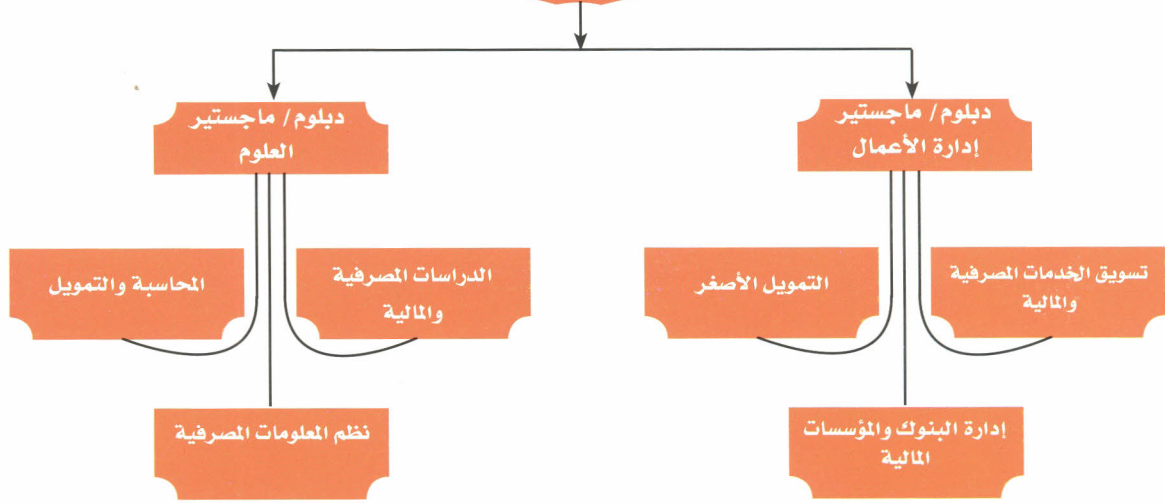 دبلوم/ ماجستير
إدارة الأعمال
دبلوم/ ماجستير
العلوم
تسويق الخدمات المصرفية
والمالية
التمويل الأصغر
الدراسات المصرفية
والمالية
المحاسبة والتمويل
إدارة البنوك والمؤسسات
المالية
نظم المعلومات المصرفية